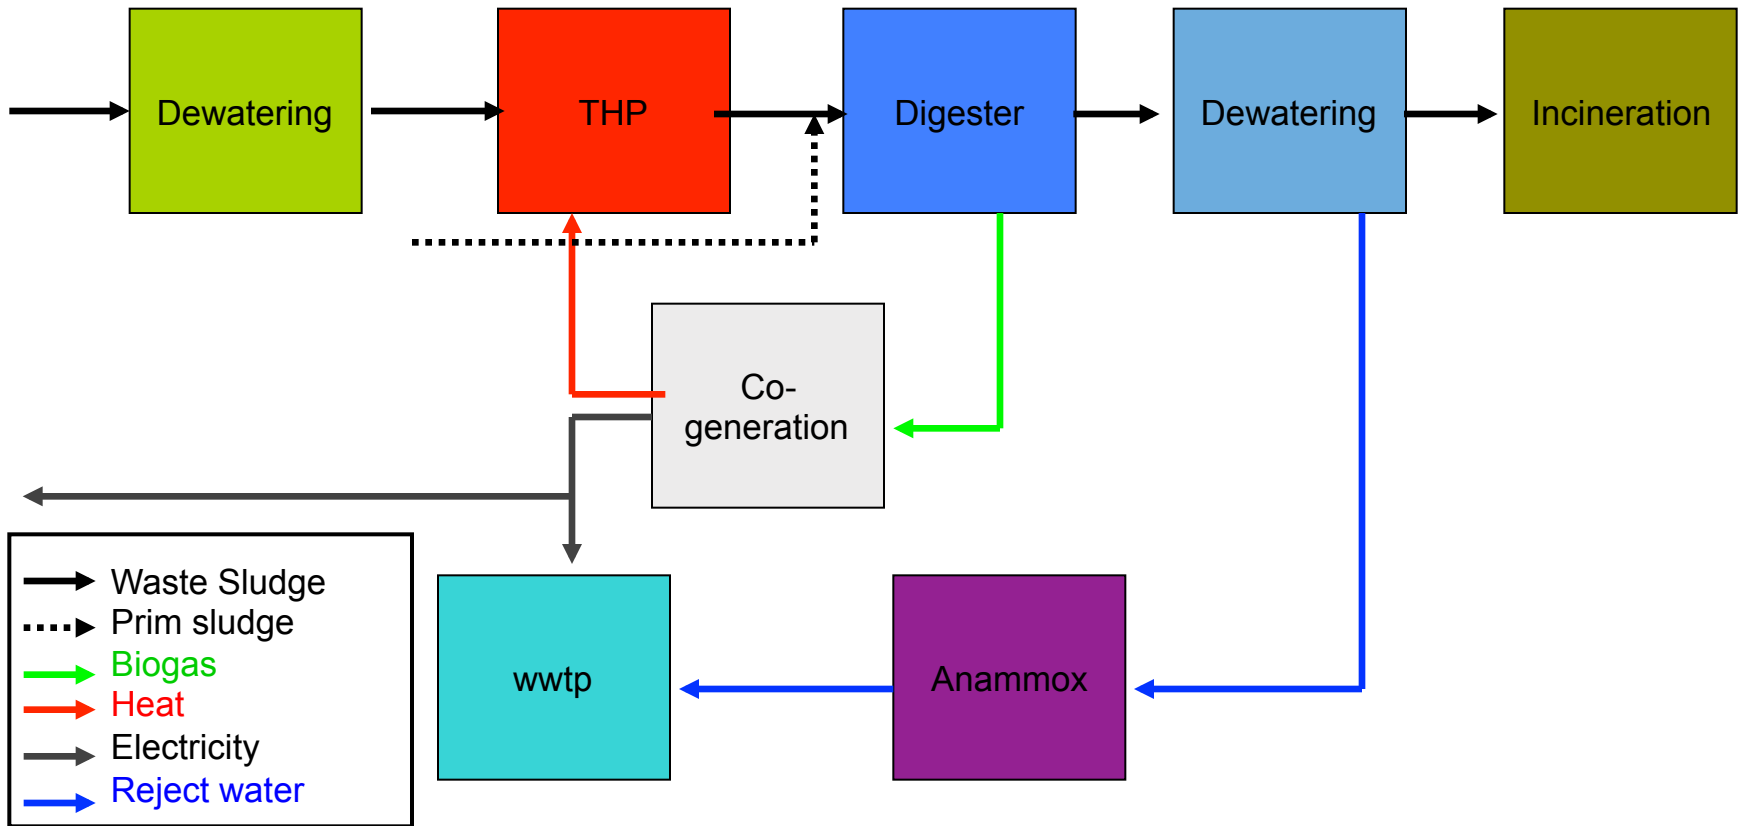 Dewatering
THP
Digester
Dewatering
Incineration
Co-
generation
wwtp
Anammox
Waste Sludge
Prim sludge
Biogas
Heat
Electricity
Reject water